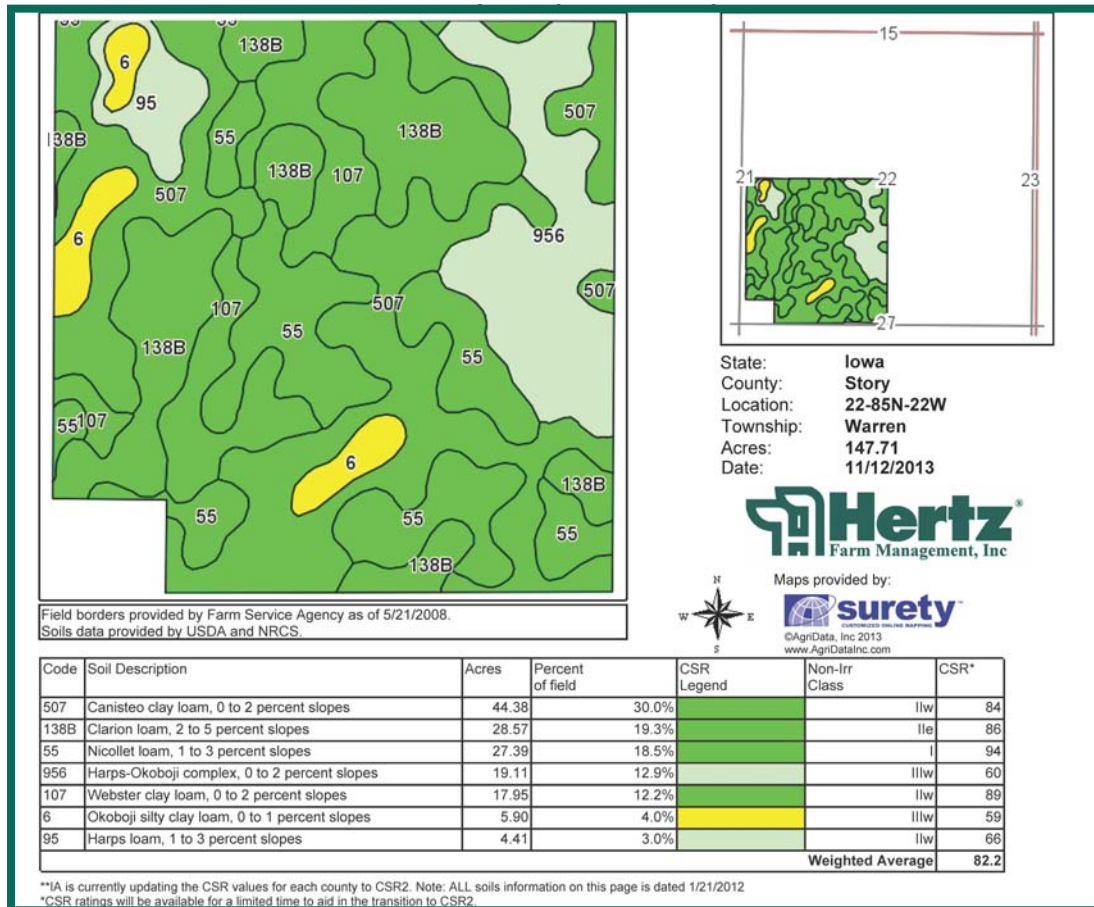 138B
6
95
507
55
138B
138B
138B
107
507
6
956
507
107
507
55
138B
55
55
107
6
138B
55
55
55
138B
15
21
22
23
27
State: Iowa
County: Story
Location: 22-85N-22W
Township: Warren
Acres: 147.71
Date: 11/12/2013
Hertz®
Farm Management, Inc
N
W E
S
Maps provided by:
surety™
CUSTOMIZED ONLINE MAPPING
©AgriData, Inc 2013
www.AgriDataInc.com
Field borders provided by Farm Service Agency as of 5/21/2008.
Soils data provided by USDA and NRCS.
Code Soil Description Acres Percent of field CSR Legend Non-Irr Class CSR*
507 Canisteo clay loam, 0 to 2 percent slopes 44.38 30.0% IIw 84
138B Clarion loam, 2 to 5 percent slopes 28.57 19.3% IIe 86
55 Nicollet loam, 1 to 3 percent slopes 27.39 18.5% I 94
956 Harps-Okoboji complex, 0 to 2 percent slopes 19.11 12.9% IIIw 60
107 Webster clay loam, 0 to 2 percent slopes 17.95 12.2% IIw 89
6 Okoboji silty clay loam, 0 to 1 percent slopes 5.90 4.0% IIIw 59
95 Harps loam, 1 to 3 percent slopes 4.41 3.0% IIw 66
Weighted Average 82.2
**IA is currently updating the CSR values for each county to CSR2. Note: ALL soils information on this page is dated 1/21/2012
*CSR ratings will be available for a limited time to aid in the transition to CSR2.